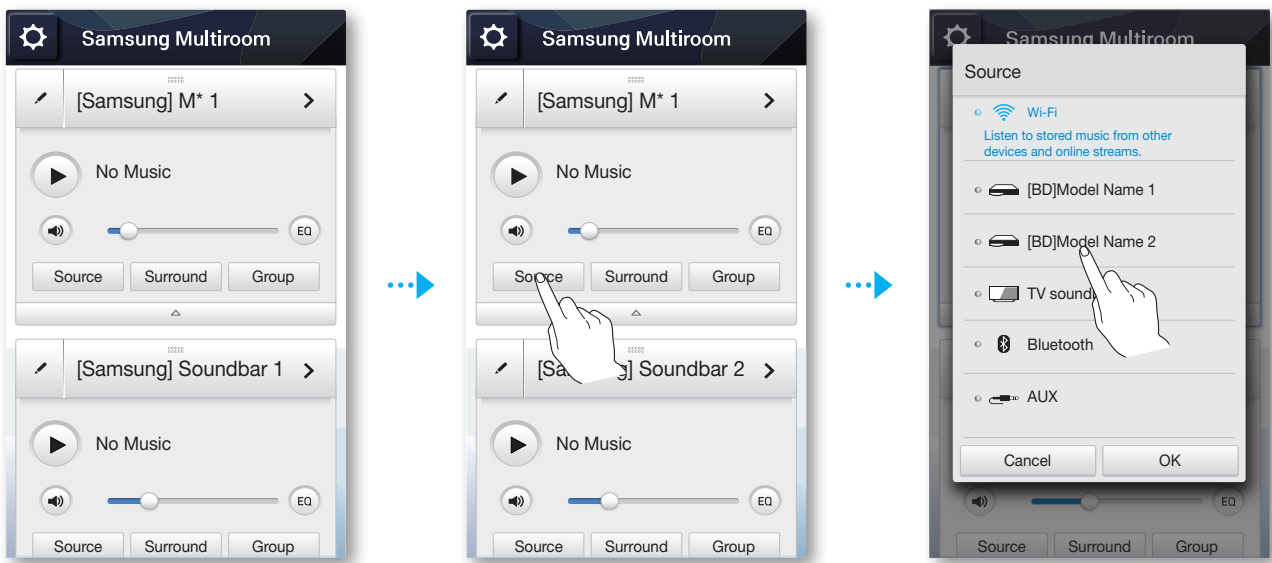 Samsung Multiroom
[Samsung] M* 1
No Music
EQ
Source Surround Group
[Samsung] Soundbar 1
No Music
EQ
Source Surround Group
Samsung Multiroom
[Samsung] M* 1
No Music
EQ
Source Surround Group
Soundbar 2
No Music
EQ
Source Surround Group
Samsung Multiroom
Source
Wi-Fi
Listen to stored music from other
devices and online streams.
[BD]Model Name 1
[BD]Model Name 2
TV sound
Bluetooth
AUX
Cancel OK
EQ
Source Surround Group